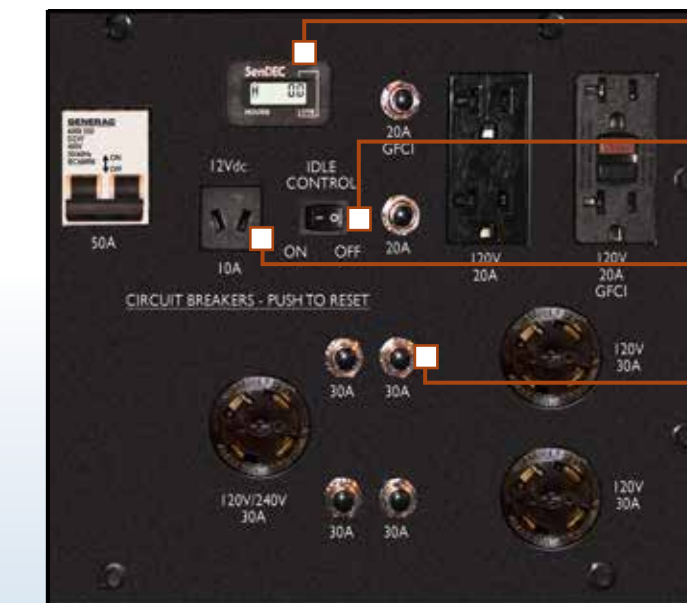 SenDEC
H 00
HOURS
GENERAC
ON
OFF
50A
12Vdc
10A
IDLE
CONTROL
ON OFF
20A
GFCI
20A
120V
20A
120V
20A
GFCI
CIRCUIT BREAKERS - PUSH TO RESET
30A 30A
120V
30A
120V/240V
30A
30A 30A
120V
30A